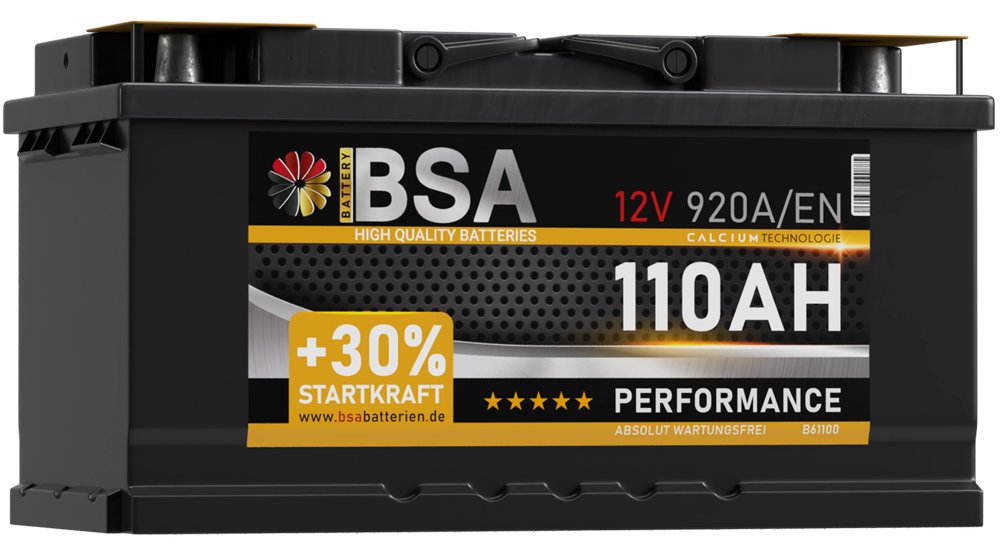 BATTERY
BSA
HIGH QUALITY BATTERIES
12V 920A/EN
CALCIUM TECHNOLOGIE
110AH
+30%
STARTKRAFT
www.bsabatterien.de
PERFORMANCE
ABSOLUT WARTUNGSFREI B61100